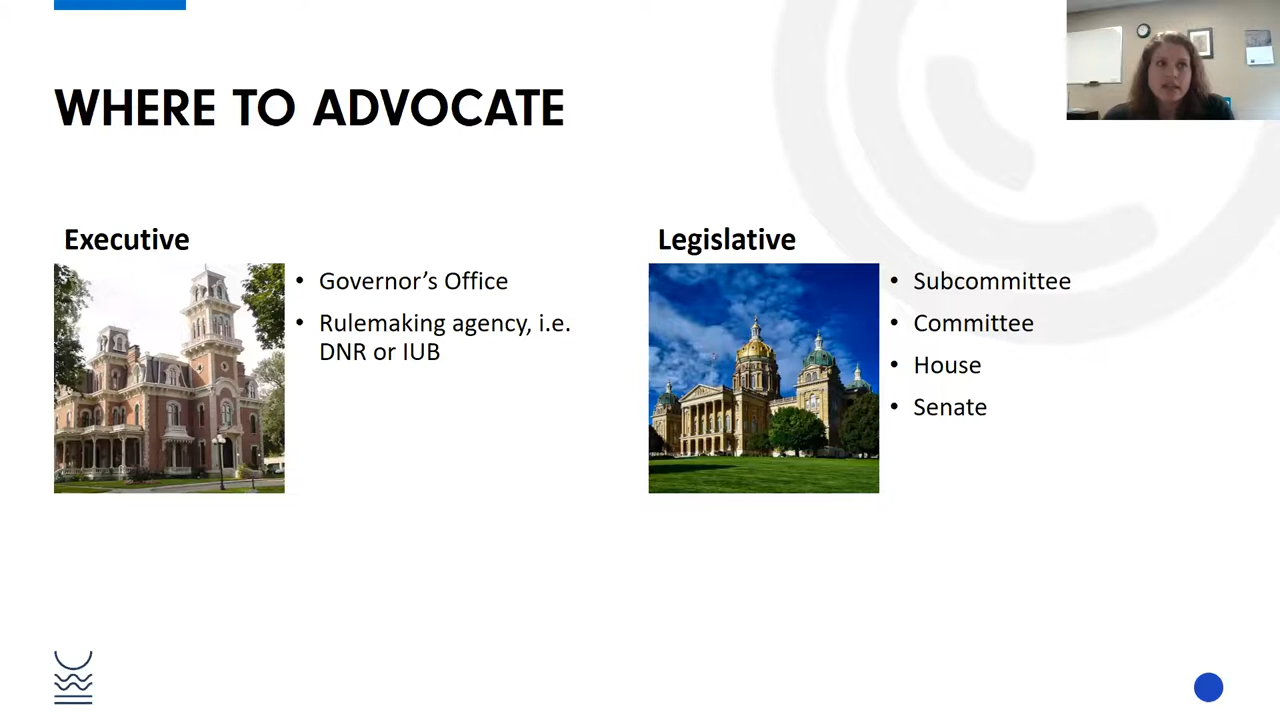 WHERE TO ADVOCATE
Executive
• Governor’s Office
• Rulemaking agency, i.e.
DNR or IUB
Legislative
• Subcommittee
• Committee
• House
• Senate